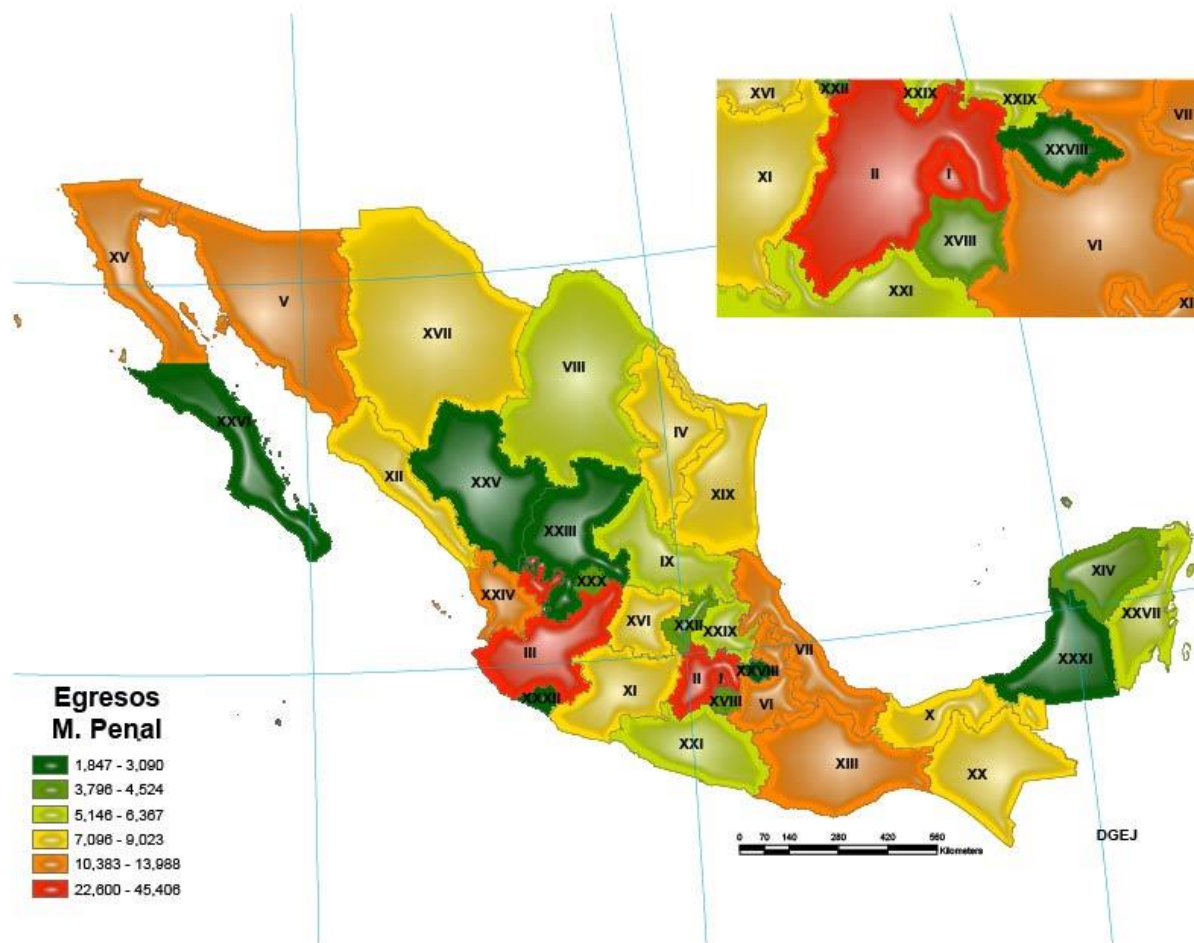 XVI
XXII
XXIX
XXIX
VII
XXVIII
XI
II
I
XVIII
VI
XXI
XI
XV
V
XVII
VIII
XXVI
IV
XII
XXV
XIX
XXIII
IX
XXX
XIV
XXIV
XXVII
XVI
XXII
XXIX
III
VII
XXXI
XXVIII
II
I
XXXII
XI
XVIII
VI
X
XXI
XIII
XX
Egresos
M. Penal
1,847 - 3,090
3,796 - 4,524
5,146 - 6,367
7,096 - 9,023
10,383 - 13,988
22,600 - 45,406
0 70 140 280 420 560
Kilometers
DGEJ